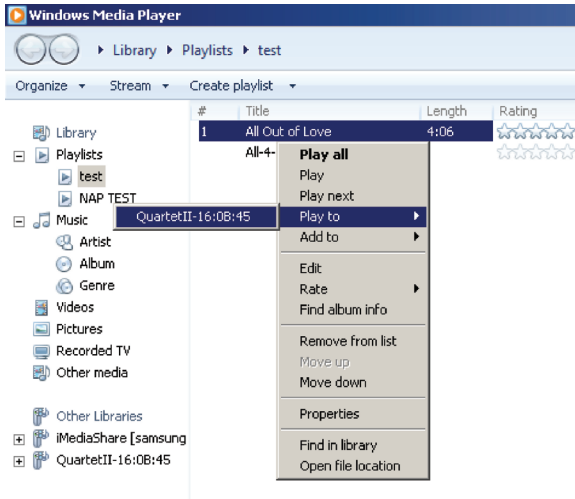 Windows Media Player
Library ▸ Playlists ▸ test
Organize Stream Create playlist
# Title Length Rating
Library
1 All Out of Love 4:06
Playlists
All-4-
test
NAP TEST
Music
Artist
Album
Genre
Videos
Pictures
Recorded TV
Other media
Other Libraries
iMediaShare [samsung
QuartetII-16:0B:45
QuartetII-16:0B:45
Play all
Play
Play next
Play to
Add to
Edit
Rate
Find album info
Remove from list
Move up
Move down
Properties
Find in library
Open file location